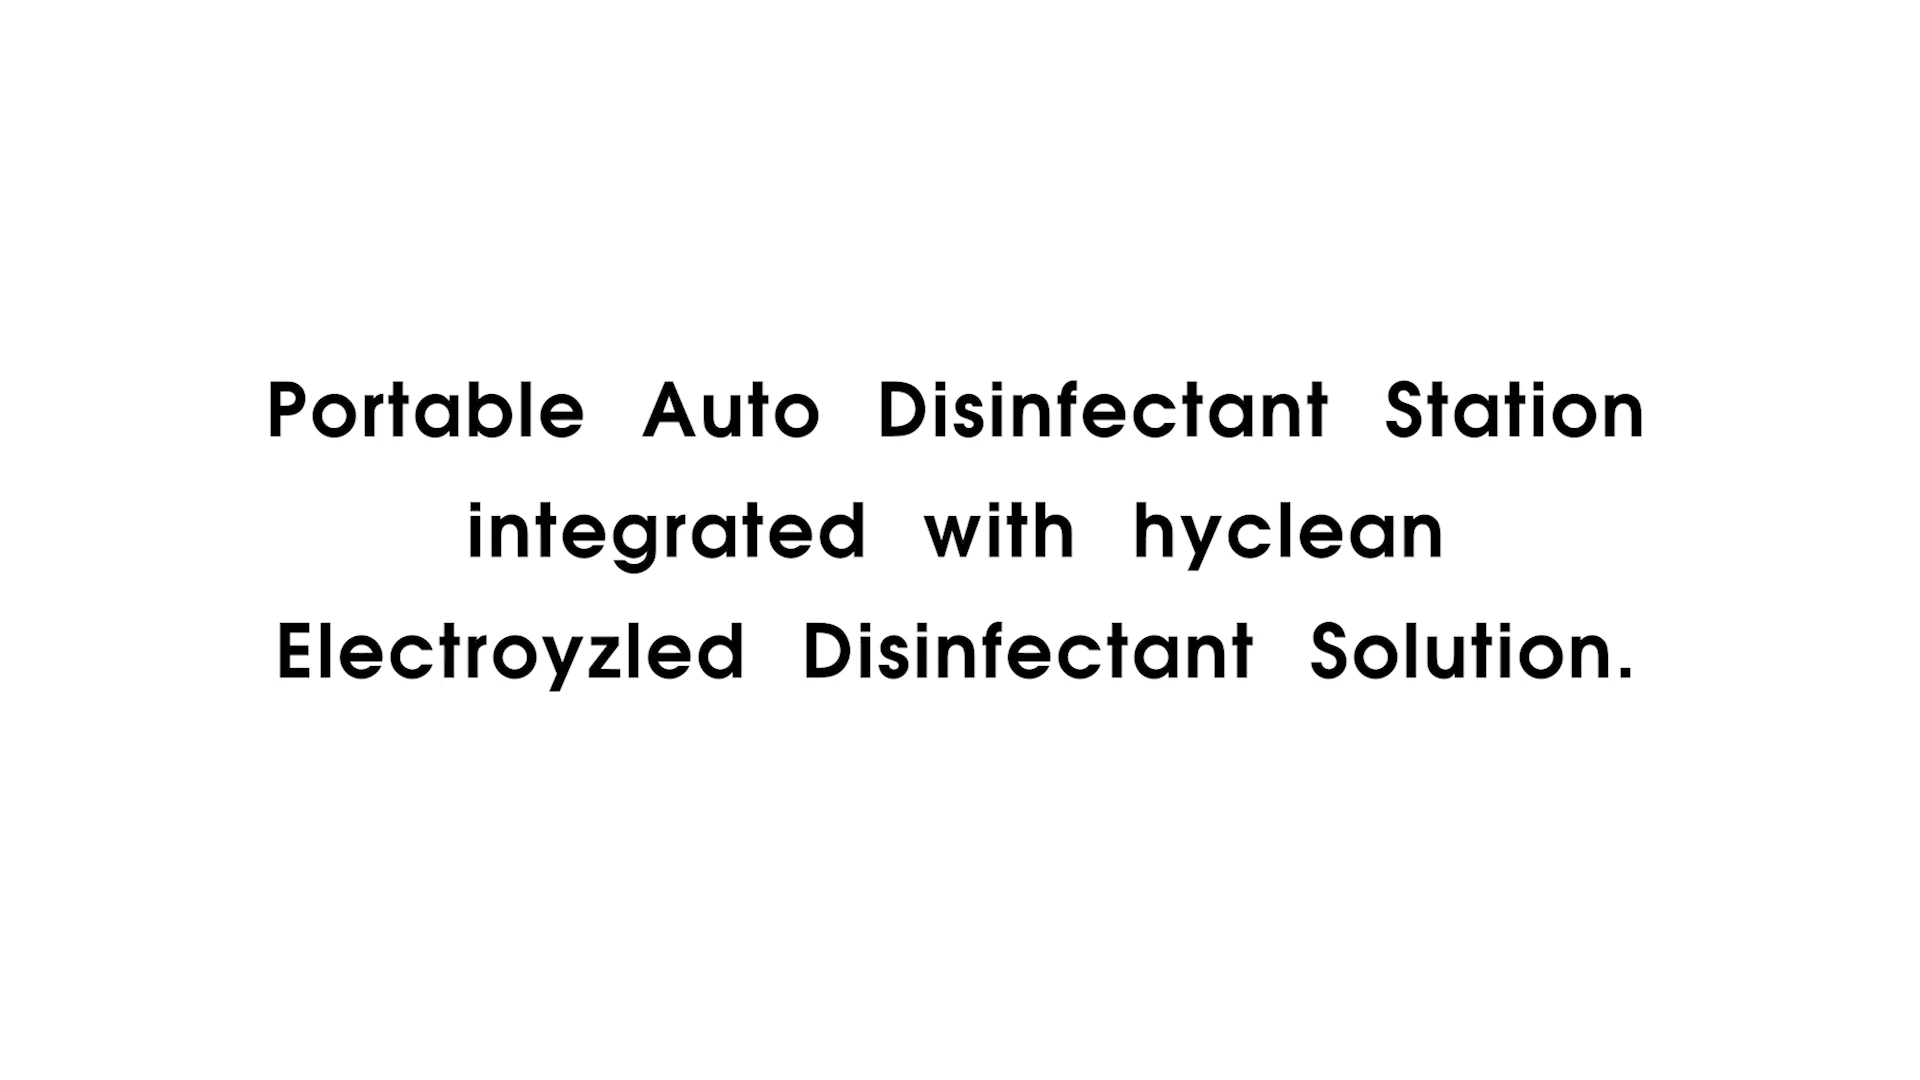 Portable Auto Disinfectant Station
integrated with hyclean
Electroyzled Disinfectant Solution.